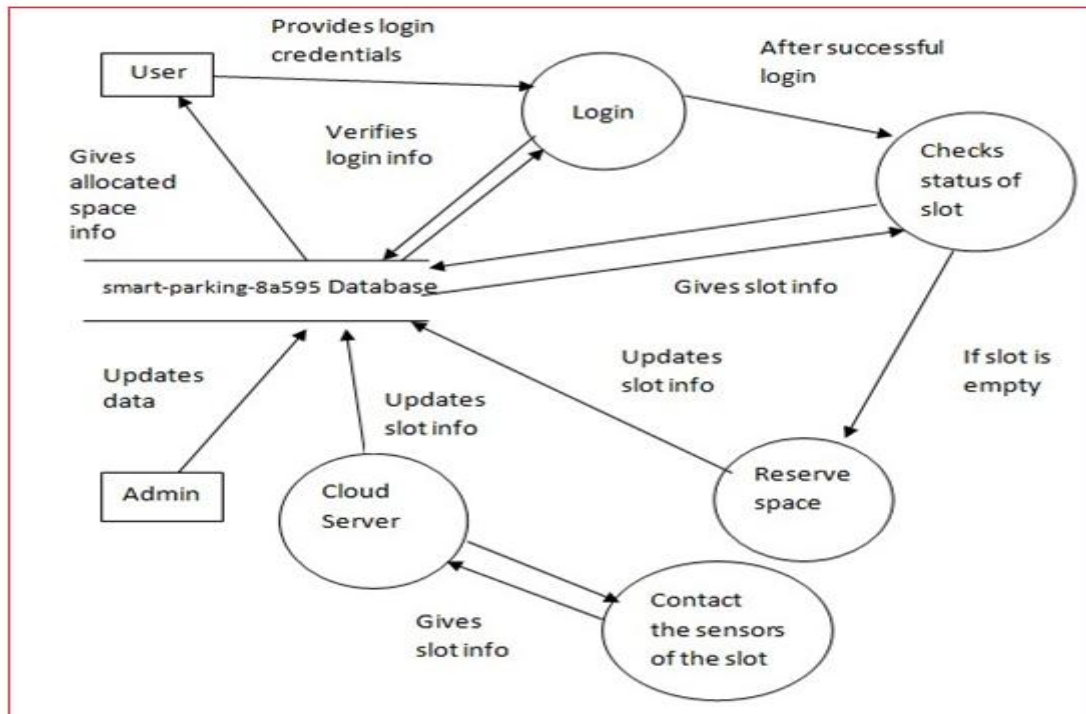 Provides login
credentials
After successful
login
User
Login
Verifies
login info
Checks
status of
slot
Gives
allocated
space
info
smart-parking-8a595 Database
Gives slot info
Updates
data
Updates
slot info
Updates
slot info
If slot is
empty
Admin
Cloud
Server
Reserve
space
Gives
slot info
Contact
the sensors
of the slot